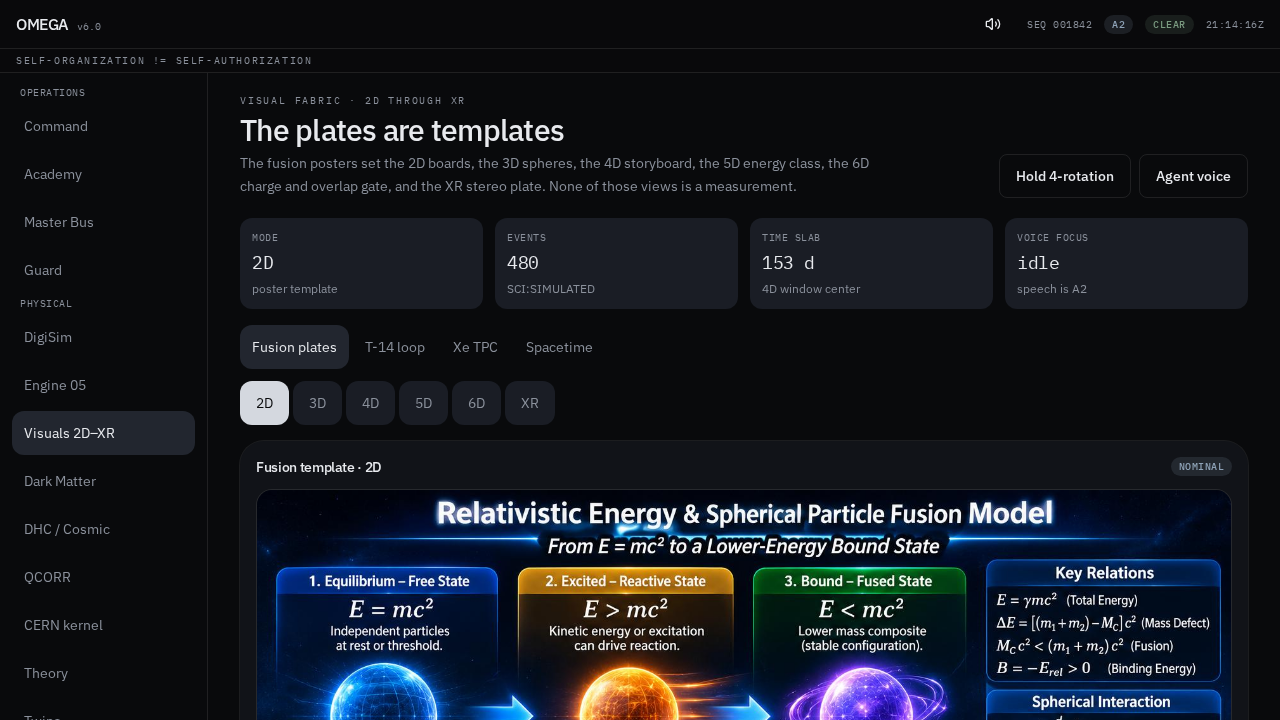 OMEGA v6.0
SEQ 001842 A2 CLEAR 21:14:16Z
SELF-ORGANIZATION != SELF-AUTHORIZATION
OPERATIONS
Command
Academy
Master Bus
Guard
PHYSICAL
DigiSim
Engine 05
Visuals 2D–XR
Dark Matter
DHC / Cosmic
QCORR
CERN kernel
Theory
VISUAL FABRIC · 2D THROUGH XR
The plates are templates
The fusion posters set the 2D boards, the 3D spheres, the 4D storyboard, the 5D energy class, the 6D
charge and overlap gate, and the XR stereo plate. None of those views is a measurement.
Hold 4-rotation
Agent voice
MODE
2D
poster template
EVENTS
480
SCI:SIMULATED
TIME SLAB
153 d
4D window center
VOICE FOCUS
idle
speech is A2
Fusion plates T-14 loop Xe TPC Spacetime
2D 3D 4D 5D 6D XR
Fusion template · 2D
NOMINAL
Relativistic Energy & Spherical Particle Fusion Model
From E = mc² to a Lower-Energy Bound State
1. Equilibrium – Free State
E = mc²
Independent particles
at rest or threshold.
2. Excited – Reactive State
E > mc²
Kinetic energy or excitation
can drive reaction.
3. Bound – Fused State
E < mc²
Lower mass composite
(stable configuration).
Key Relations
E = γmc² (Total Energy)
ΔE = [(m₁ + m₂) – M_C] c² (Mass Defect)
M_C c² < (m₁ + m₂) c² (Fusion)
B = –E_rel > 0 (Binding Energy)
Spherical Interaction